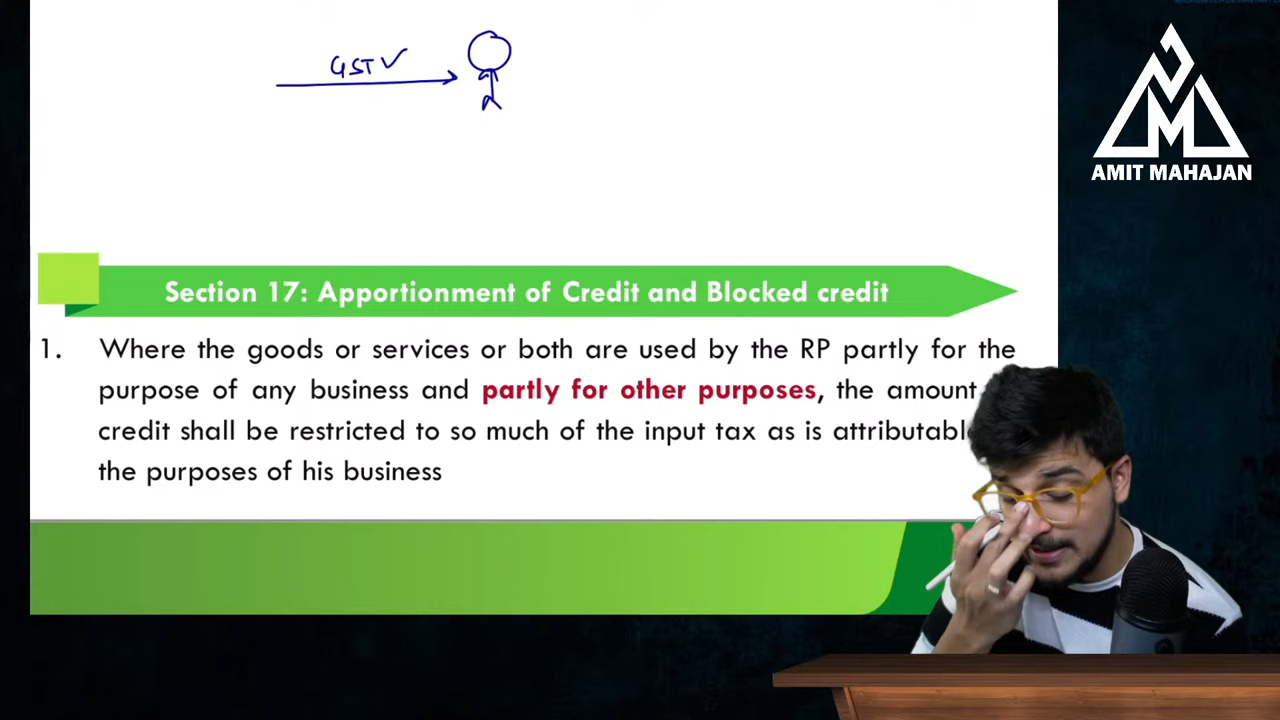 GST ✓
AMIT MAHAJAN
Section 17: Apportionment of Credit and Blocked credit
1. Where the goods or services or both are used by the RP partly for the
purpose of any business and partly for other purposes, the amount
credit shall be restricted to so much of the input tax as is
the purposes of his business